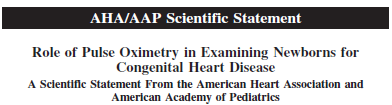 AHA/AAP Scientific Statement
Role of Pulse Oximetry in Examining Newborns for
Congenital Heart Disease
A Scientific Statement From the American Heart Association and
American Academy of Pediatrics